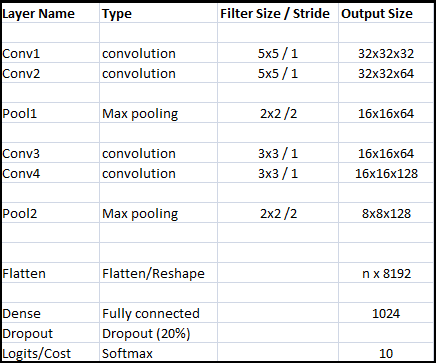 Layer Name Type Filter Size / Stride Output Size
Conv1 convolution 5x5 / 1 32x32x32
Conv2 convolution 5x5 / 1 32x32x64
Pool1 Max pooling 2x2 /2 16x16x64
Conv3 convolution 3x3 / 1 16x16x64
Conv4 convolution 3x3 / 1 16x16x128
Pool2 Max pooling 2x2 /2 8x8x128
Flatten Flatten/Reshape n x 8192
Dense Fully connected 1024
Dropout Dropout (20%)
Logits/Cost Softmax 10